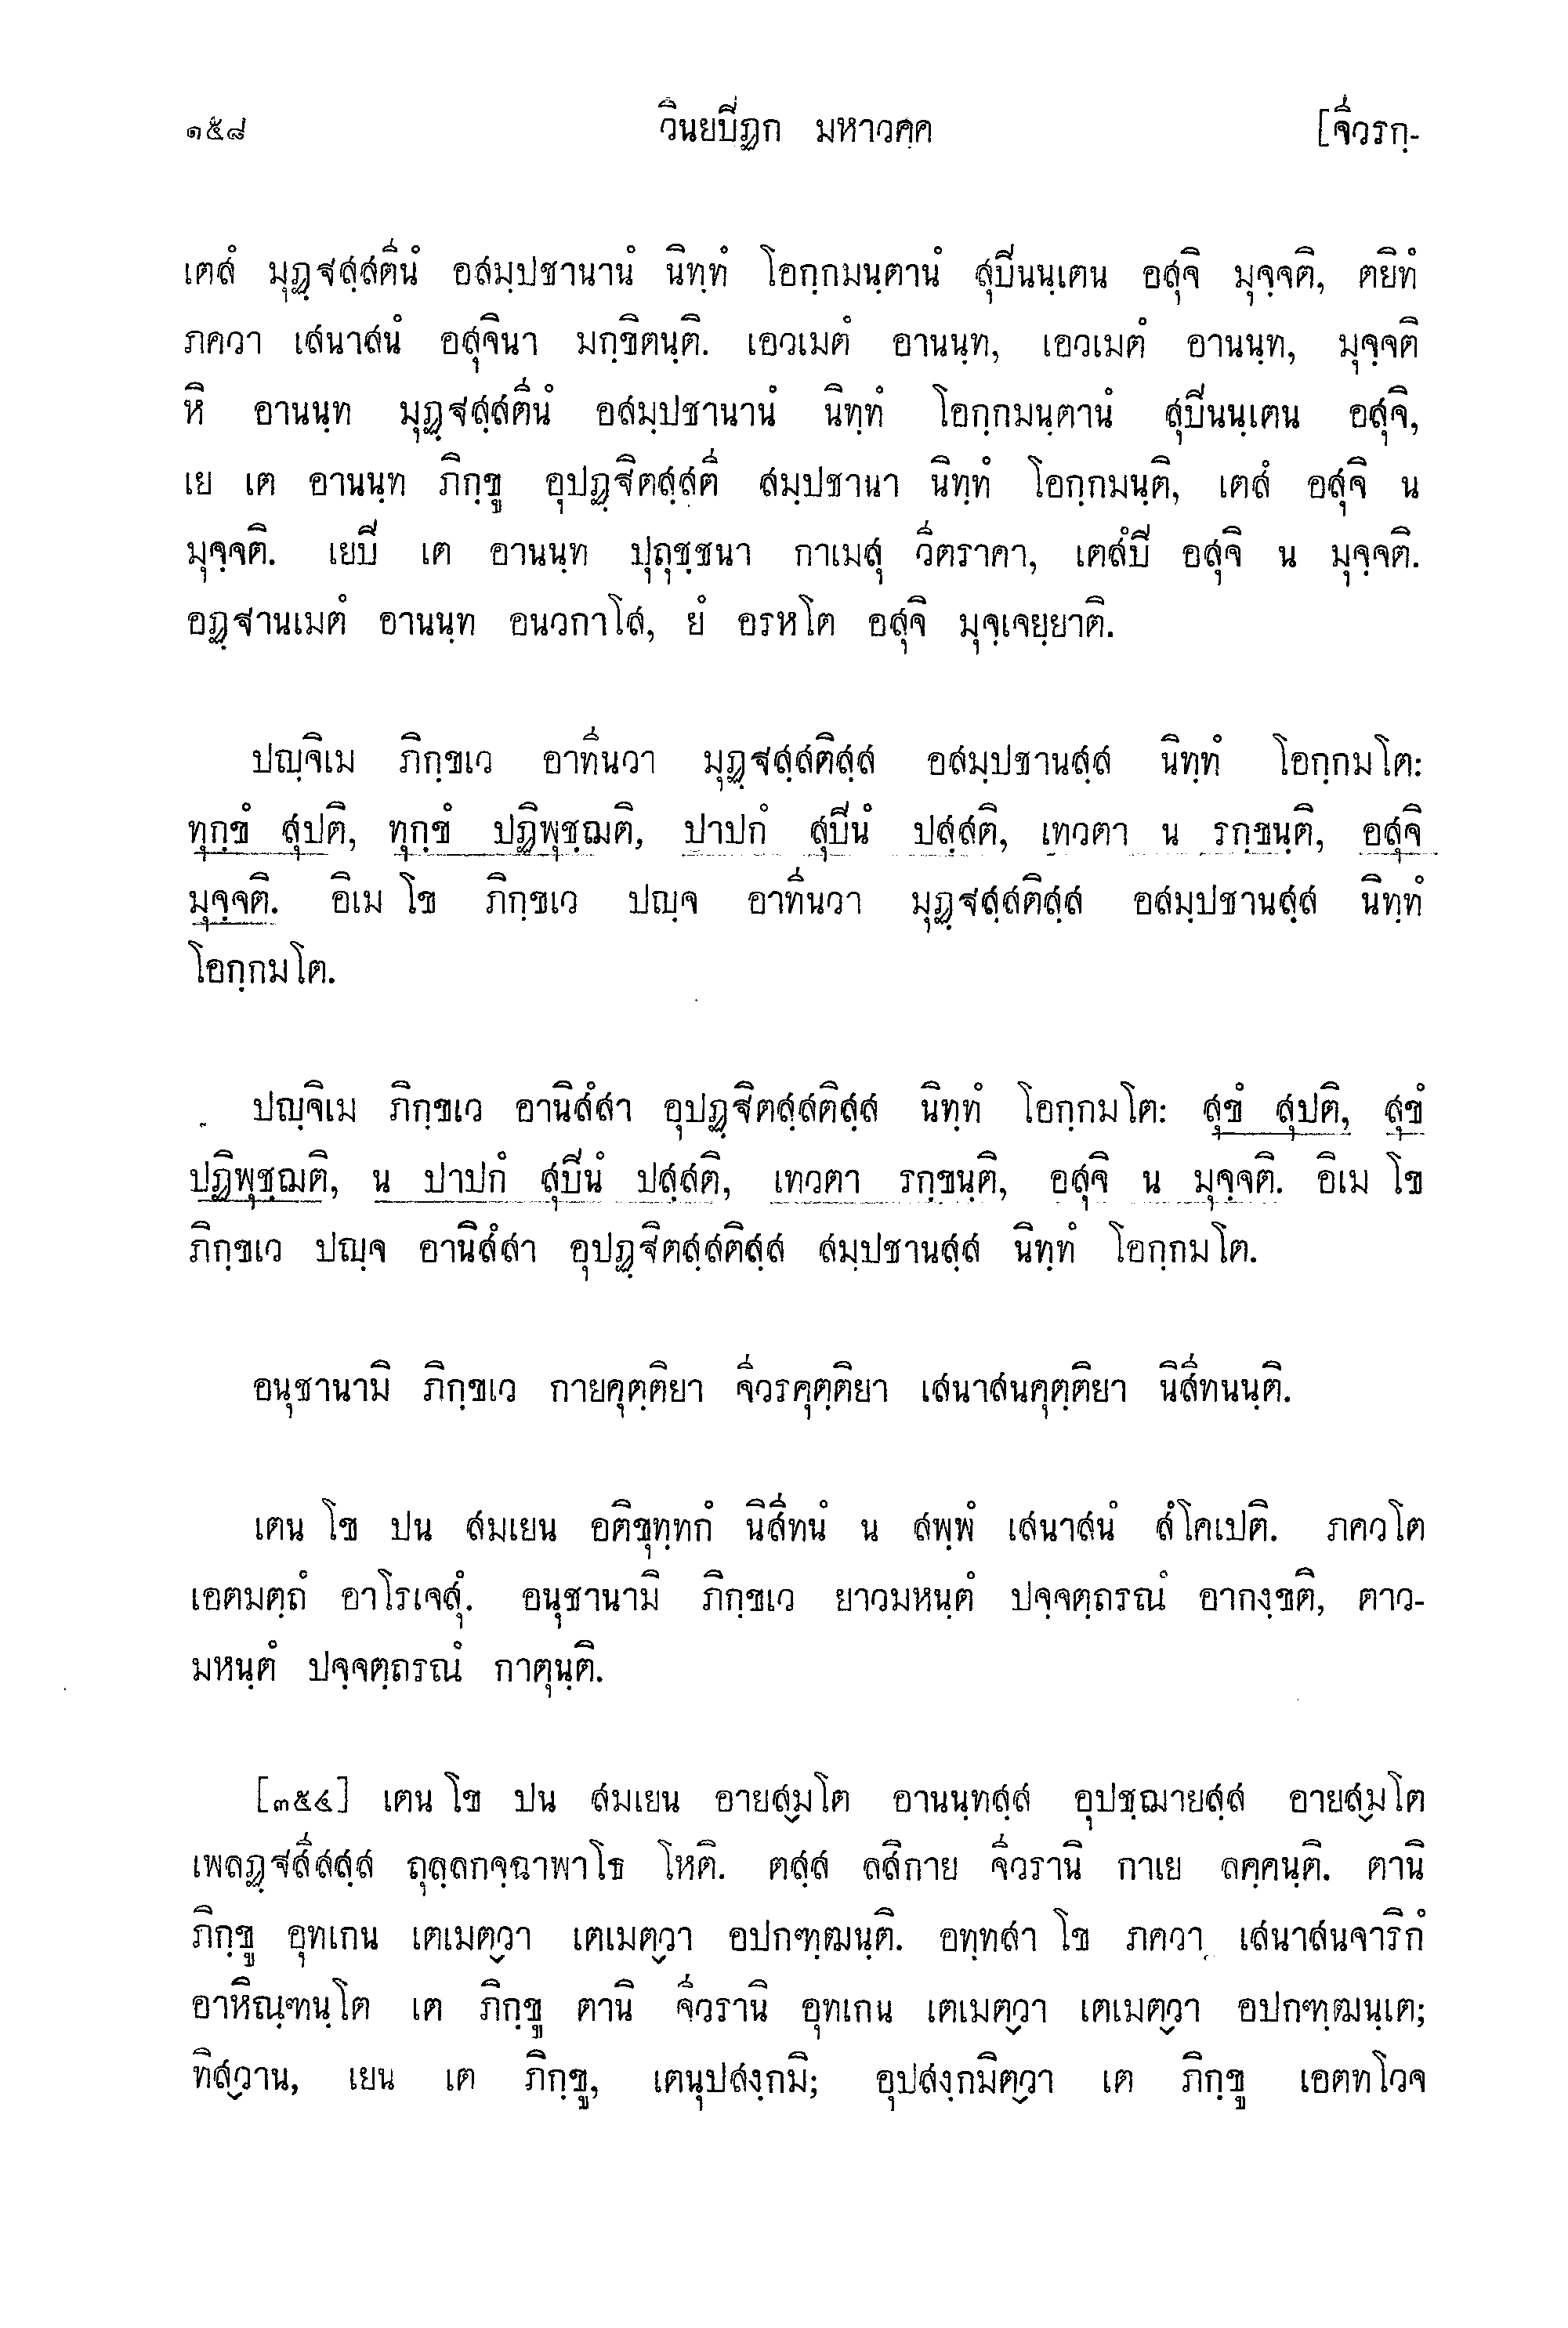 ๑๕๘ วินยปิฏก มหาวคฺค [จีวรกฺ-
เตสํ มุฏฺฐสฺสตีนํ อสมฺปชานานํ นิทฺทํ โอกฺกมนฺตานํ สุปินนฺเตน อสุจิ มุจฺจติ, ตยิทํ
ภควา เสนาสนํ อสุจินา มกฺขิตนฺติ. เอวเมตํ อานนฺท, เอวเมตํ อานนฺท, มุจฺจติ
หิ อานนฺท มุฏฺฐสฺสตีนํ อสมฺปชานานํ นิทฺทํ โอกฺกมนฺตานํ สุปินนฺเตน อสุจิ,
เย เต อานนฺท ภิกฺขู อุปฏฺฐิตสฺสตี สมฺปชานา นิทฺทํ โอกฺกมนฺติ, เตสํ อสุจิ น
มุจฺจติ. เยปิ เต อานนฺท ปุถุชฺชนา กาเมสุ วีตราคา, เตสํปิ อสุจิ น มุจฺจติ.
อฏฺฐานเมตํ อานนฺท อนวกาโส, ยํ อรหโต อสุจิ มุจฺเจยฺยาติ.
ปญฺจิเม ภิกฺขเว อาทีนวา มุฏฺฐสฺสติสฺส อสมฺปชานสฺส นิทฺทํ โอกฺกมโต:
ทุกฺขํ สุปติ, ทุกฺขํ ปฏิพุชฺฌติ, ปาปกํ สุปินํ ปสฺสติ, เทวตา น รกฺขนฺติ, อสุจิ
มุจฺจติ. อิเม โข ภิกฺขเว ปญฺจ อาทีนวา มุฏฺฐสฺสติสฺส อสมฺปชานสฺส นิทฺทํ
โอกฺกมโต.
ปญฺจิเม ภิกฺขเว อานิสํสา อุปฏฺฐิตสฺสติสฺส นิทฺทํ โอกฺกมโต: สุขํ สุปติ, สุขํ
ปฏิพุชฺฌติ, น ปาปกํ สุปินํ ปสฺสติ, เทวตา รกฺขนฺติ, อสุจิ น มุจฺจติ. อิเม โข
ภิกฺขเว ปญฺจ อานิสํสา อุปฏฺฐิตสฺสติสฺส สมฺปชานสฺส นิทฺทํ โอกฺกมโต.
อนุชานามิ ภิกฺขเว กายคุตฺติยา จีวรคุตฺติยา เสนาสนคุตฺติยา นิสีทนนฺติ.
เตน โข ปน สมเยน อติขุทฺทกํ นิสีทนํ น สพฺพํ เสนาสนํ สํโคเปติ. ภควโต
เอตมตฺถํ อาโรเจสุํ. อนุชานามิ ภิกฺขเว ยาวมหนฺตํ ปจฺจตฺถรณํ อากงฺขติ, ตาว-
มหนฺตํ ปจฺจตฺถรณํ กาตุนฺติ.
[๓๕๔] เตน โข ปน สมเยน อายสฺมโต อานนฺทสฺส อุปชฺฌายสฺส อายสฺมโต
เพลฏฺฐสีสสฺส ถุลฺลกจฺฉาพาโธ โหติ. ตสฺส ลสิกาย จีวรานิ กาเย ลคฺคนฺติ. ตานิ
ภิกฺขู อุทเกน เตเมตฺวา เตเมตฺวา อปกฑฺฒนฺติ. อทฺทสา โข ภควา เสนาสนจาริกํ
อาหิณฺฑนฺโต เต ภิกฺขู ตานิ จีวรานิ อุทเกน เตเมตฺวา เตเมตฺวา อปกฑฺฒนฺเต;
ทิสฺวาน, เยน เต ภิกฺขู, เตนุปสงฺกมิ; อุปสงฺกมิตฺวา เต ภิกฺขู เอตทโวจ